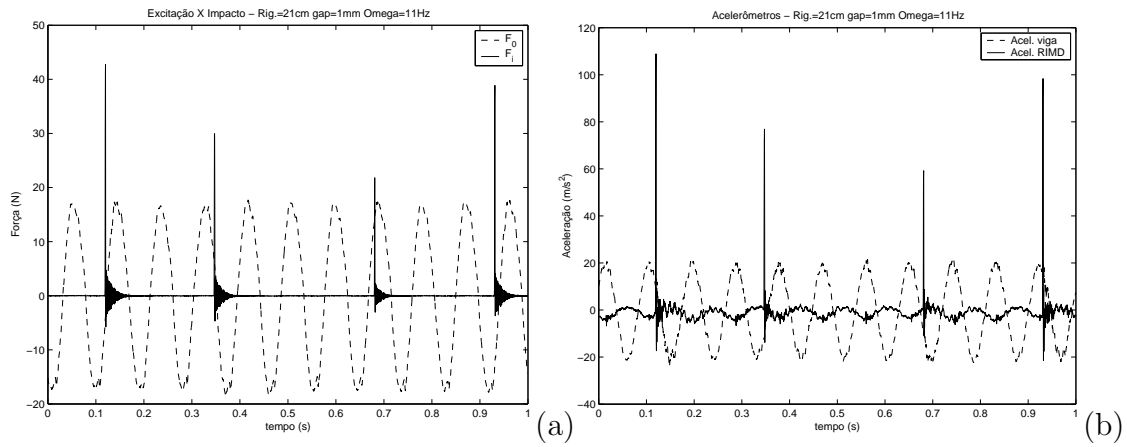 Excitação X Impacto − Rig.=21cm gap=1mm Omega=11Hz
F0
Fi
50
40
30
20
10
0
−10
−20
Força (N)
0 0.1 0.2 0.3 0.4 0.5 0.6 0.7 0.8 0.9 1
tempo (s)
(a)
Acelerômetros − Rig.=21cm gap=1mm Omega=11Hz
Acel. viga
Acel. RIMD
120
100
80
60
40
20
0
−20
−40
Aceleração (m/s2)
0 0.1 0.2 0.3 0.4 0.5 0.6 0.7 0.8 0.9 1
tempo (s)
(b)